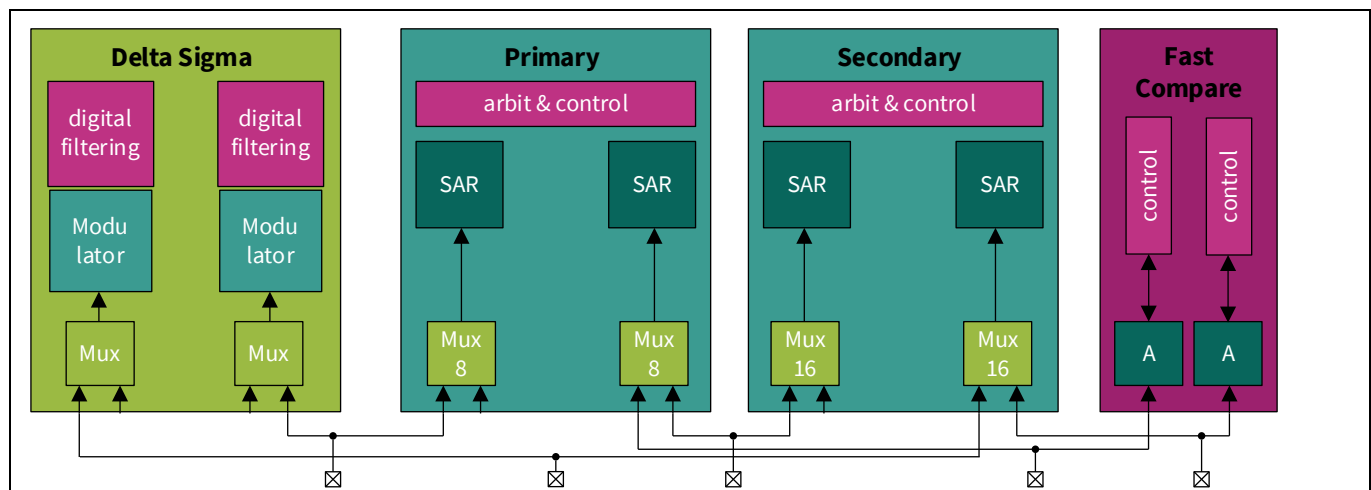 Delta Sigma
digital
filtering
digital
filtering
Modu
lator
Modu
lator
Mux
Mux
Primary
arbit & control
SAR
SAR
Mux
8
Mux
8
Secondary
arbit & control
SAR
SAR
Mux
16
Mux
16
Fast
Compare
control
control
A
A